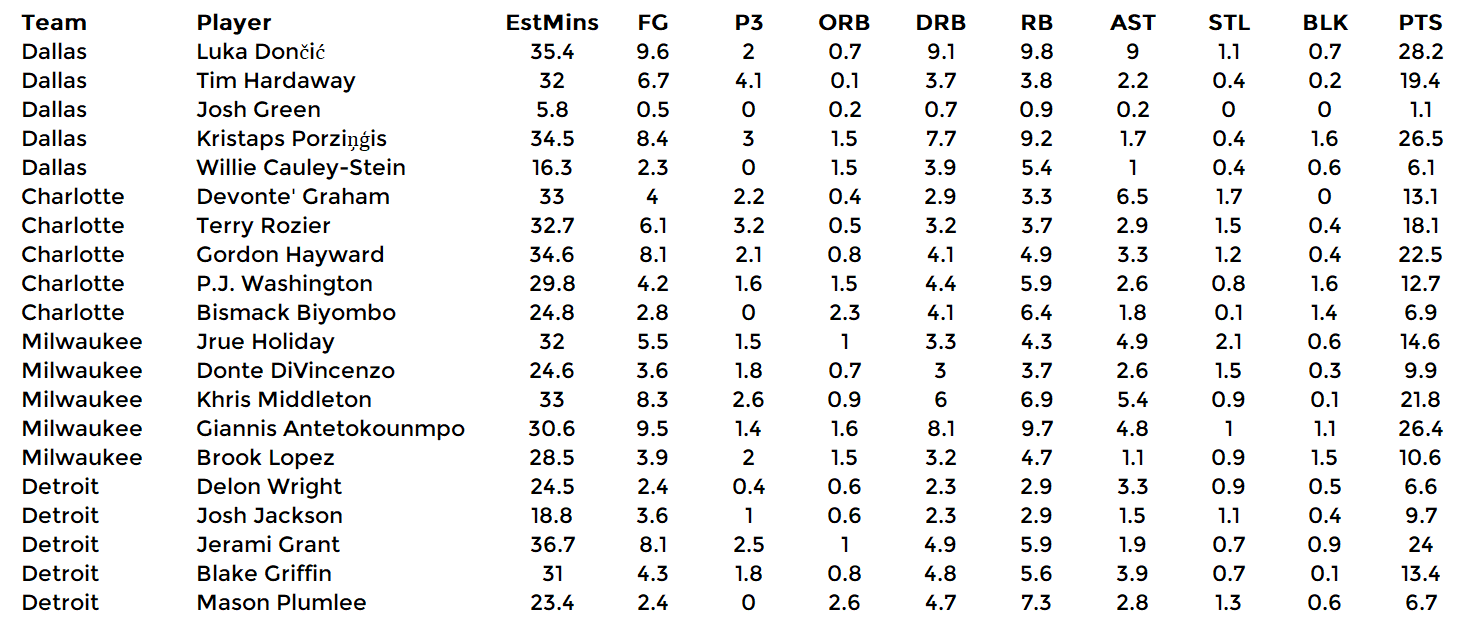 Team Player EstMins FG P3 ORB DRB RB AST STL BLK PTS
Dallas Luka Dončić 35.4 9.6 2 0.7 9.1 9.8 9 1.1 0.7 28.2
Dallas Tim Hardaway 32 6.7 4.1 0.1 3.7 3.8 2.2 0.4 0.2 19.4
Dallas Josh Green 5.8 0.5 0 0.2 0.7 0.9 0.2 0 0 1.1
Dallas Kristaps Porziņģis 34.5 8.4 3 1.5 7.7 9.2 1.7 0.4 1.6 26.5
Dallas Willie Cauley-Stein 16.3 2.3 0 1.5 3.9 5.4 1 0.4 0.6 6.1
Charlotte Devonte' Graham 33 4 2.2 0.4 2.9 3.3 6.5 1.7 0 13.1
Charlotte Terry Rozier 32.7 6.1 3.2 0.5 3.2 3.7 2.9 1.5 0.4 18.1
Charlotte Gordon Hayward 34.6 8.1 2.1 0.8 4.1 4.9 3.3 1.2 0.4 22.5
Charlotte P.J. Washington 29.8 4.2 1.6 1.5 4.4 5.9 2.6 0.8 1.6 12.7
Charlotte Bismack Biyombo 24.8 2.8 0 2.3 4.1 6.4 1.8 0.1 1.4 6.9
Milwaukee Jrue Holiday 32 5.5 1.5 1 3.3 4.3 4.9 2.1 0.6 14.6
Milwaukee Donte DiVincenzo 24.6 3.6 1.8 0.7 3 3.7 2.6 1.5 0.3 9.9
Milwaukee Khris Middleton 33 8.3 2.6 0.9 6 6.9 5.4 0.9 0.1 21.8
Milwaukee Giannis Antetokounmpo 30.6 9.5 1.4 1.6 8.1 9.7 4.8 1 1.1 26.4
Milwaukee Brook Lopez 28.5 3.9 2 1.5 3.2 4.7 1.1 0.9 1.5 10.6
Detroit Delon Wright 24.5 2.4 0.4 0.6 2.3 2.9 3.3 0.9 0.5 6.6
Detroit Josh Jackson 18.8 3.6 1 0.6 2.3 2.9 1.5 1.1 0.4 9.7
Detroit Jerami Grant 36.7 8.1 2.5 1 4.9 5.9 1.9 0.7 0.9 24
Detroit Blake Griffin 31 4.3 1.8 0.8 4.8 5.6 3.9 0.7 0.1 13.4
Detroit Mason Plumlee 23.4 2.4 0 2.6 4.7 7.3 2.8 1.3 0.6 6.7